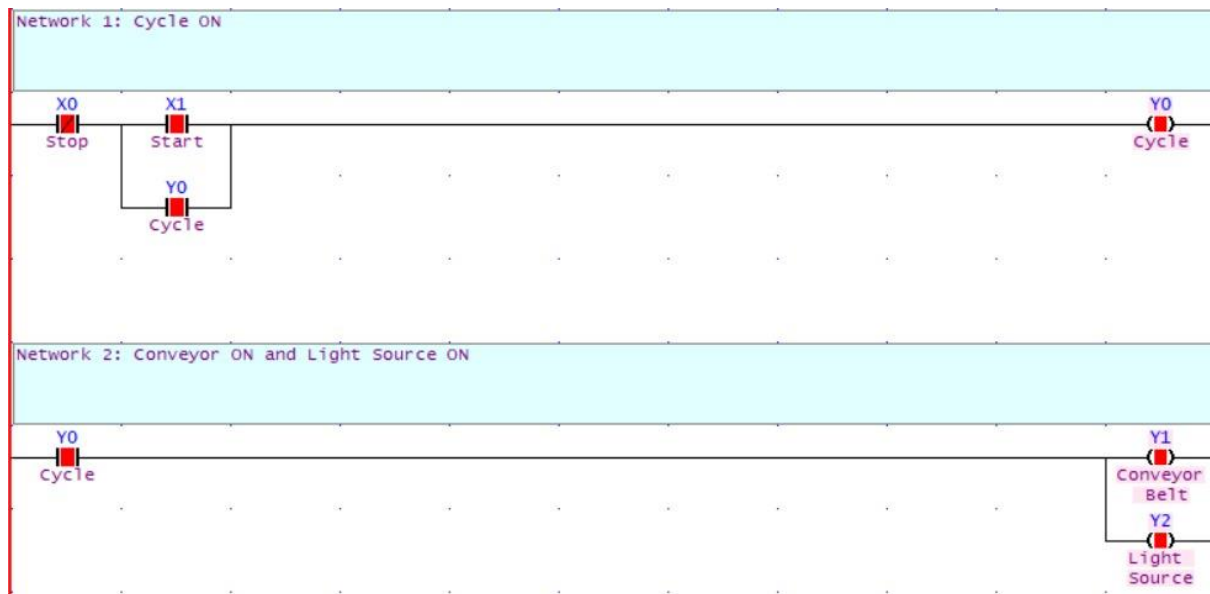 Network 1: Cycle ON
X0 X1 Y0
Stop Start Cycle
Y0
Cycle
Network 2: Conveyor ON and Light Source ON
Y0 Y1
Cycle Conveyor
Belt
Y2
Light
Source